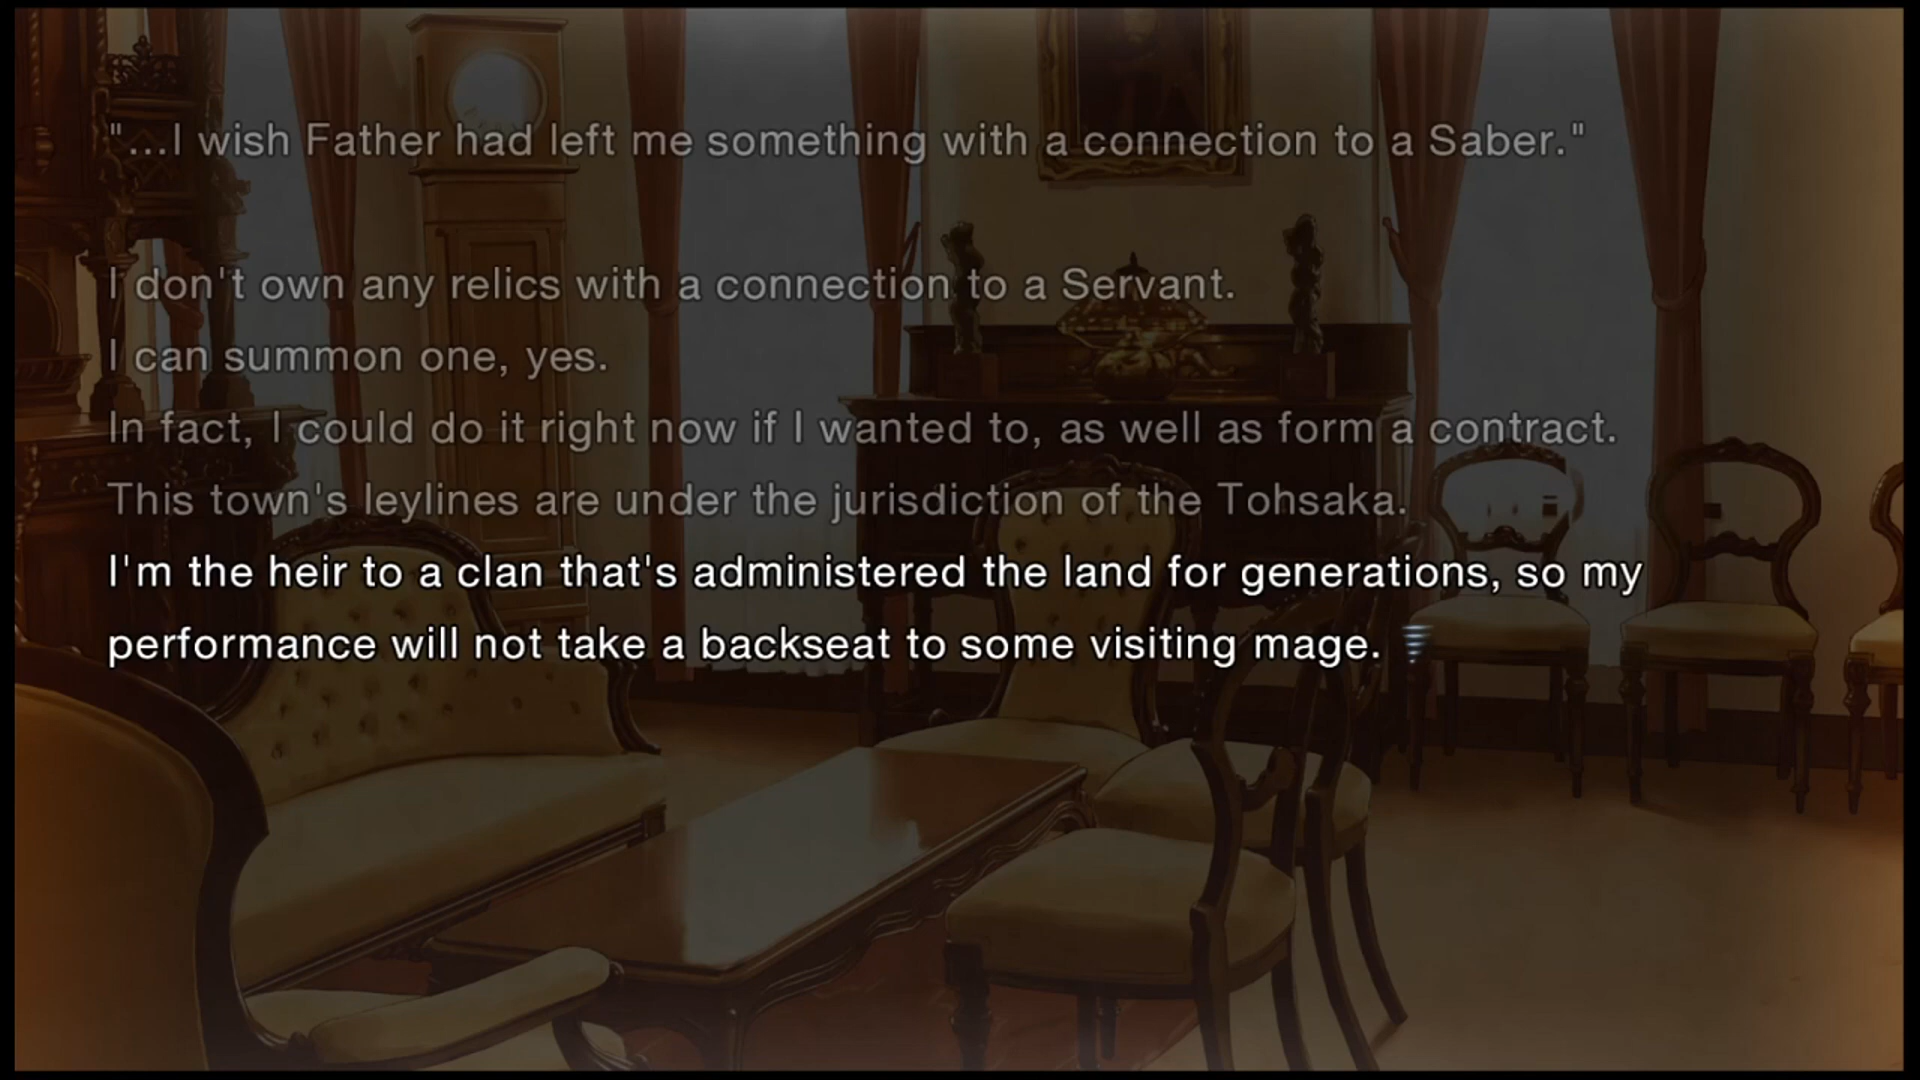 "...I wish Father had left me something with a connection to a Saber."
I don't own any relics with a connection to a Servant.
I can summon one, yes.
In fact, I could do it right now if I wanted to, as well as form a contract.
This town's leylines are under the jurisdiction of the Tohsaka.
I'm the heir to a clan that's administered the land for generations, so my
performance will not take a backseat to some visiting mage.